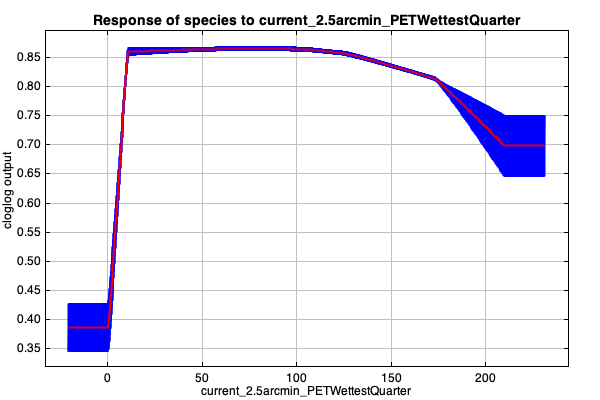 Response of species to current_2.5arcmin_PETWettestQuarter
cloglog output
0.85
0.80
0.75
0.70
0.65
0.60
0.55
0.50
0.45
0.40
0.35
0 50 100 150 200
current_2.5arcmin_PETWettestQuarter